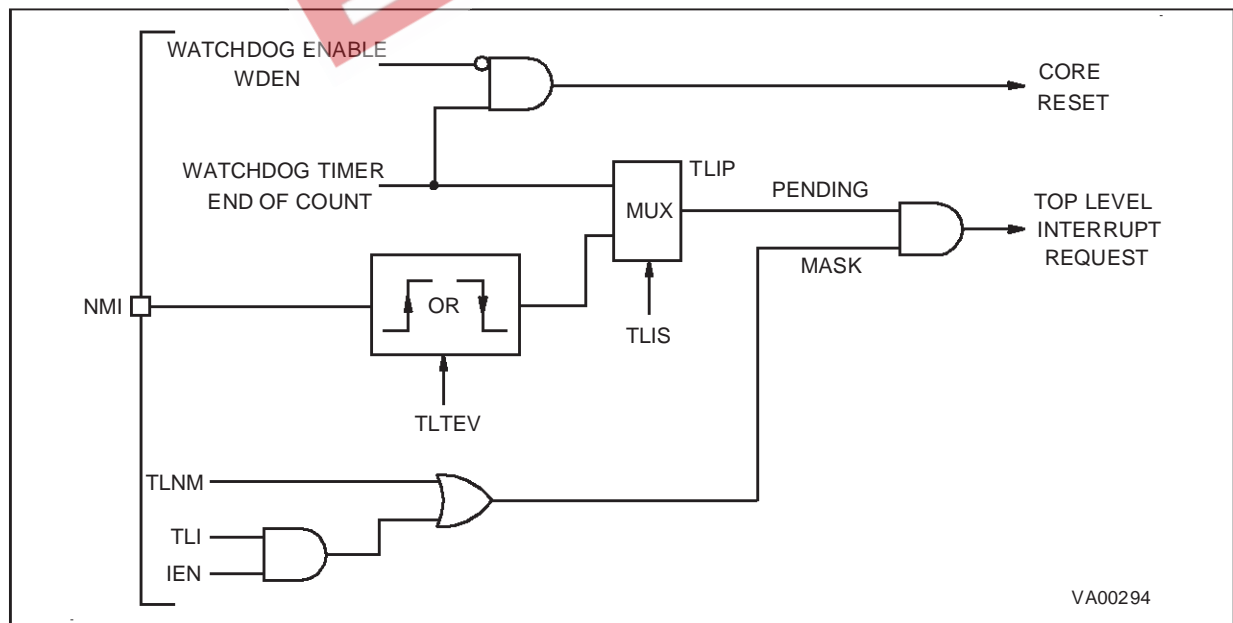 WATCHDOG ENABLE
WDEN
CORE
RESET
WATCHDOG TIMER
END OF COUNT
TLIP
MUX
PENDING
TOP LEVEL
INTERRUPT
REQUEST
MASK
NMI
OR
TLIS
TLTEV
TLNM
TLI
IEN
VA00294